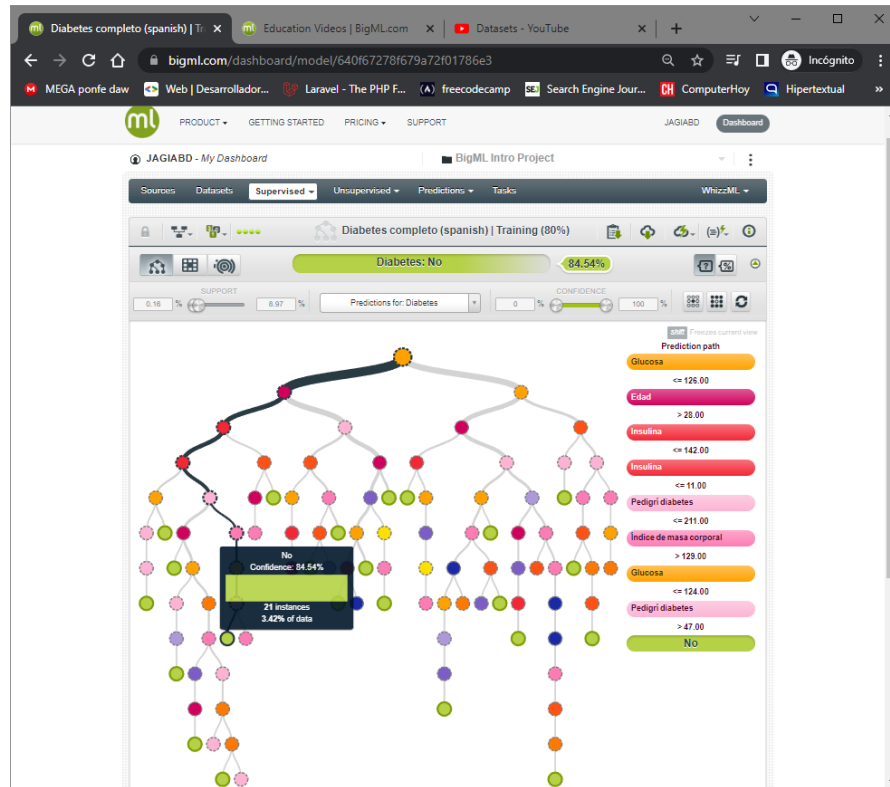 Diabetes completo (spanish) | Tr
Education Videos | BigML.com
Datasets - YouTube
bigml.com/dashboard/model/640f67278f679a72f01786e3
Incógnito
MEGA ponfe daw
Web | Desarrollador...
Laravel - The PHP F...
freecodecamp
Search Engine Jour...
ComputerHoy
Hipertextual
»
ml
PRODUCT
GETTING STARTED
PRICING
SUPPORT
JAGIABD
Dashboard
JAGIABD - My Dashboard
BigML Intro Project
Sources
Datasets
Supervised
Unsupervised
Predictions
Tasks
WhizzML
Diabetes completo (spanish) | Training (80%)
Diabetes: No
84.54%
SUPPORT
0.16 %
8.97 %
Predictions for: Diabetes
CONFIDENCE
0 %
100 %
shift Freezes current view
Prediction path
Glucosa
<= 126.00
Edad
> 28.00
Insulina
<= 142.00
Insulina
<= 11.00
Pedigrí diabetes
<= 211.00
Índice de masa corporal
> 129.00
Glucosa
<= 124.00
Pedigrí diabetes
> 47.00
No
No
Confidence: 84.54%
21 instances
3.42% of data